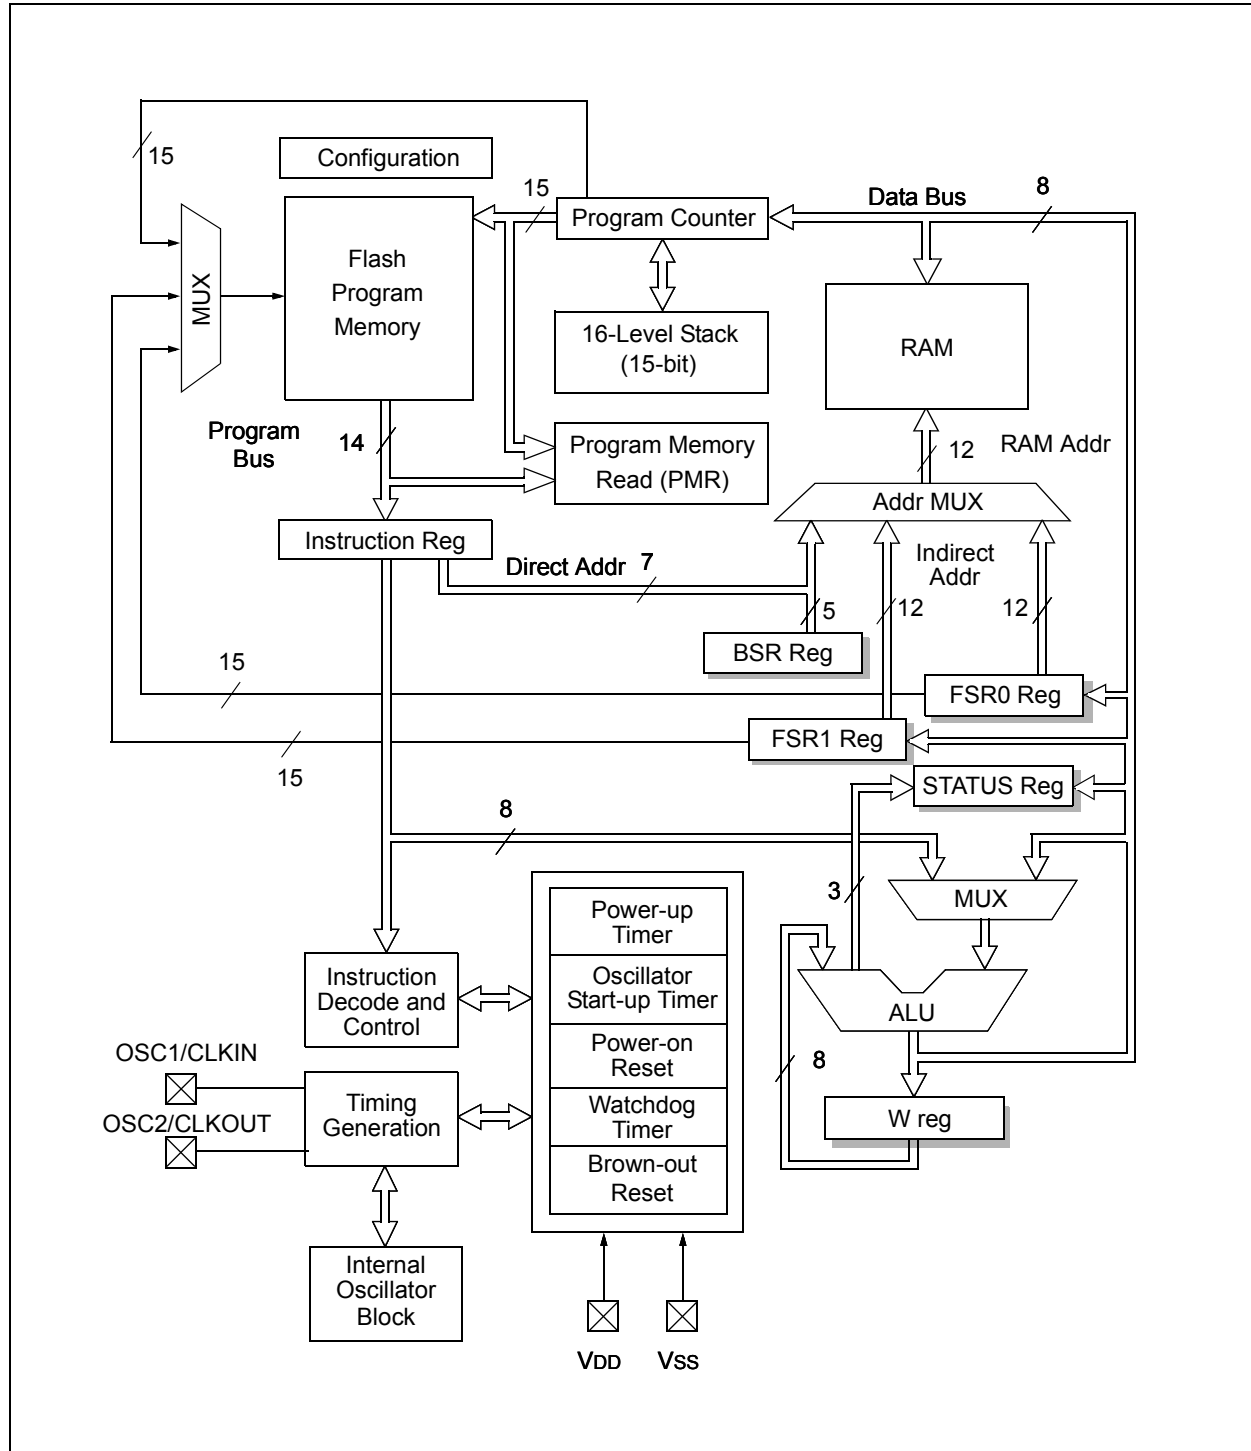 15
Configuration
15
Program Counter
Data Bus
8
MUX
Flash
Program
Memory
16-Level Stack
(15-bit)
RAM
Program
Bus
14
Program Memory
Read (PMR)
12
RAM Addr
Addr MUX
Instruction Reg
Direct Addr
7
Indirect
Addr
5
12
12
BSR Reg
15
FSR0 Reg
FSR1 Reg
15
STATUS Reg
8
3
MUX
Power-up
Timer
Instruction
Decode and
Control
Oscillator
Start-up Timer
ALU
OSC1/CLKIN
Power-on
Reset
8
OSC2/CLKOUT
Timing
Generation
Watchdog
Timer
W reg
Brown-out
Reset
Internal
Oscillator
Block
VDD
VSS